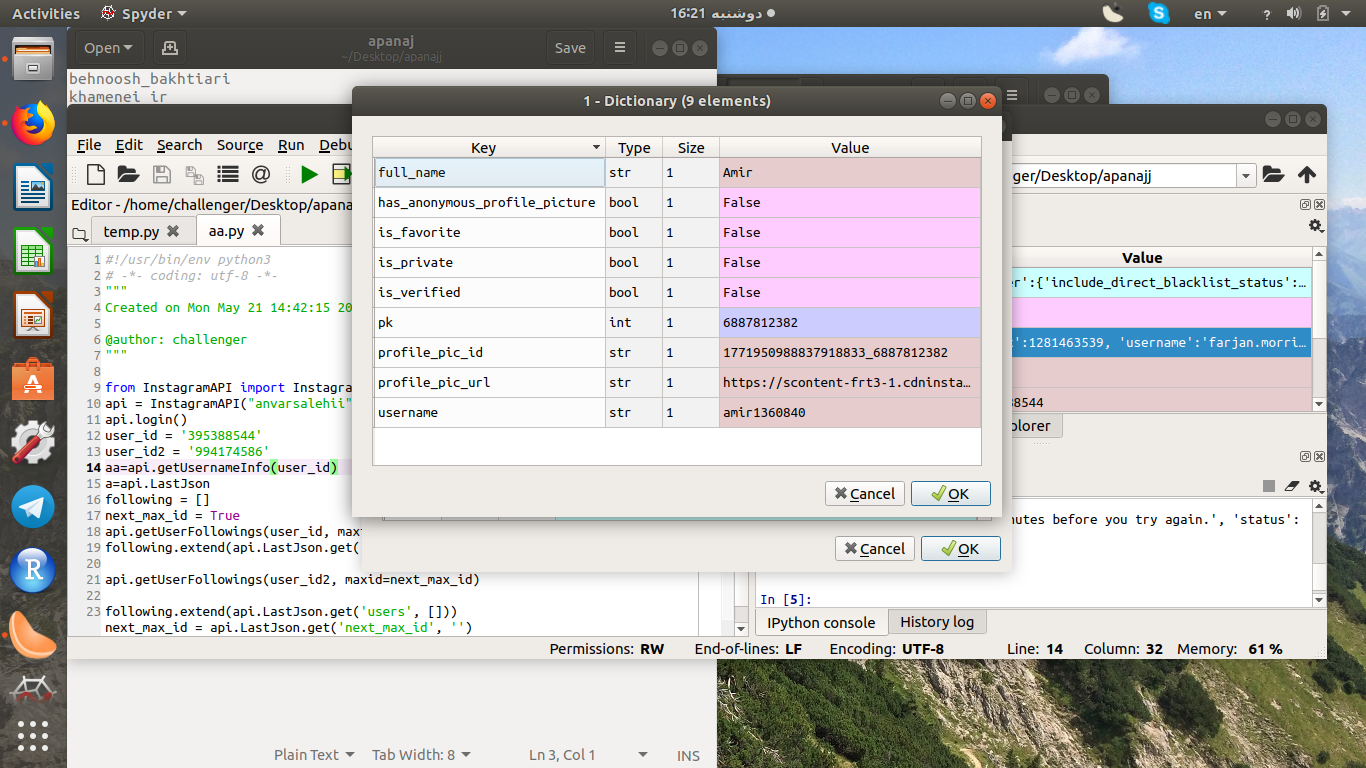 Activities
Spyder
دوشنبه 16:21
en
?
Open
apanaj
~/Desktop/apanajj
Save
behnoosh_bakhtiari
khamenei_ir
File Edit Search Source Run Debu
ger/Desktop/apanajj
Editor - /home/challenger/Desktop/apana
temp.py
aa.py
1 #!/usr/bin/env python3
2 # -*- coding: utf-8 -*-
3 """
4 Created on Mon May 21 14:42:15 20
5
6 @author: challenger
7 """
8
9 from InstagramAPI import Instagra
10 api = InstagramAPI("anvarsalehii"
11 api.login()
12 user_id = '395388544'
13 user_id2 = '994174586'
14 aa=api.getUsernameInfo(user_id)
15 a=api.LastJson
16 following = []
17 next_max_id = True
18 api.getUserFollowings(user_id, max
19 following.extend(api.LastJson.get(
20
21 api.getUserFollowings(user_id2, maxid=next_max_id)
22
23 following.extend(api.LastJson.get('users', []))
next_max_id = api.LastJson.get('next_max_id', '')
1 - Dictionary (9 elements)
Key Type Size Value
full_name str 1 Amir
has_anonymous_profile_picture bool 1 False
is_favorite bool 1 False
is_private bool 1 False
is_verified bool 1 False
pk int 1 6887812382
profile_pic_id str 1 1771950988837918833_6887812382
profile_pic_url str 1 https://scontent-frt3-1.cdninsta…
username str 1 amir1360840
Cancel
OK
Cancel
OK
Value
er':{'include_direct_blacklist_status':…
':1281463539, 'username':'farjan.morri…
88544
plorer
nutes before you try again.', 'status':
In [5]:
IPython console
History log
Permissions: RW End-of-lines: LF Encoding: UTF-8 Line: 14 Column: 32 Memory: 61 %
Plain Text
Tab Width: 8
Ln 3, Col 1
INS